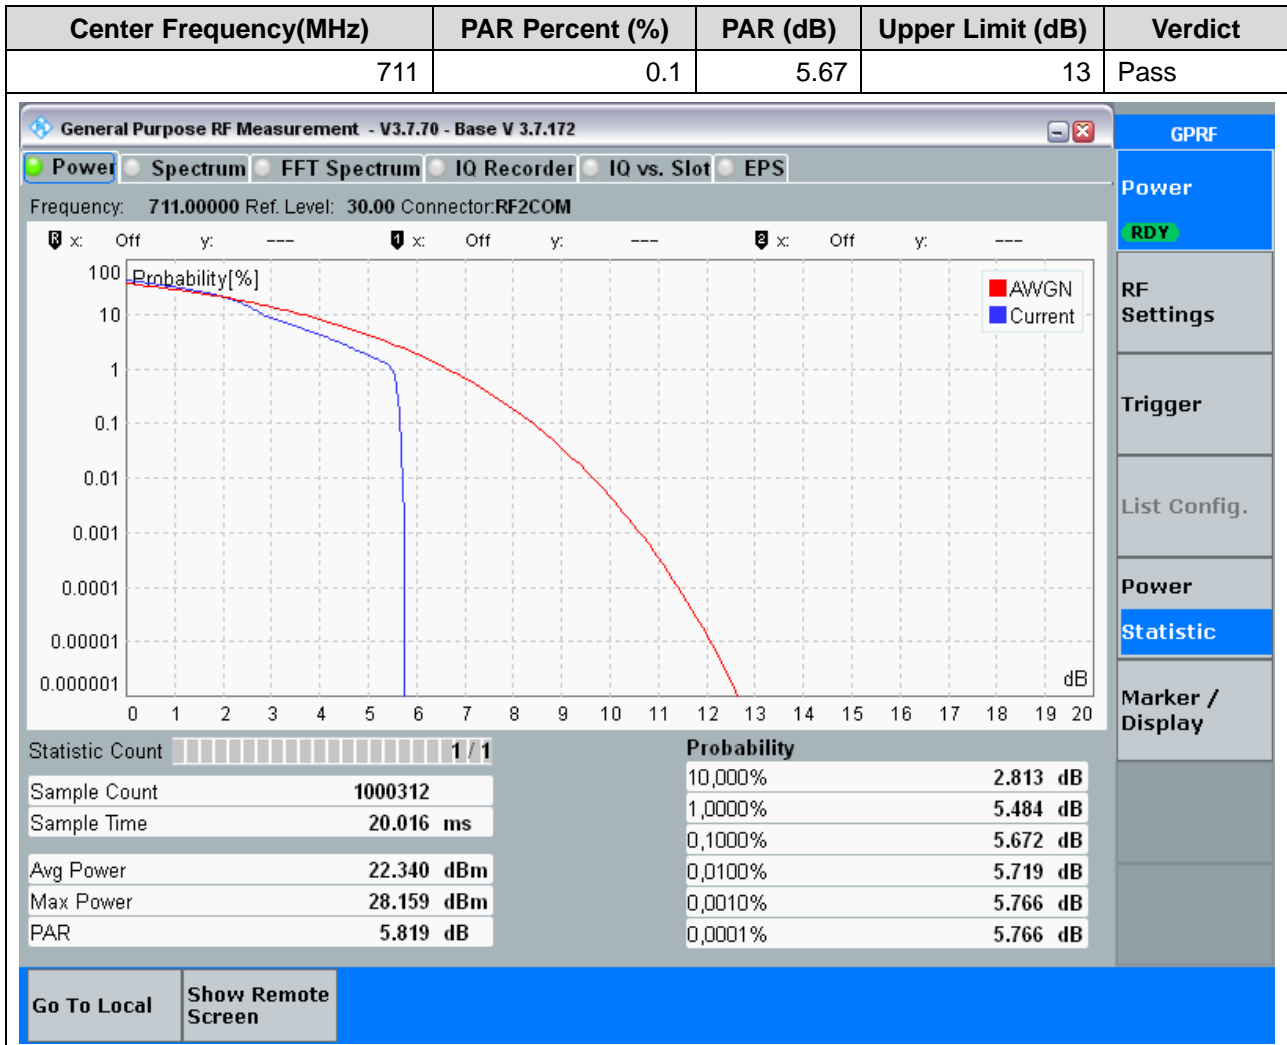 Center Frequency(MHz) PAR Percent (%) PAR (dB) Upper Limit (dB) Verdict
711 0.1 5.67 13 Pass
General Purpose RF Measurement - V3.7.70 - Base V 3.7.172
GPRF
Power Spectrum FFT Spectrum IQ Recorder IQ vs. Slot EPS
Power
RDY
Frequency: 711.00000 Ref. Level: 30.00 Connector:RF2COM
R x: Off y: --- 1 x: Off y: --- 2 x: Off y: ---
Probability[%]
AWGN
Current
100
10
1
0.1
0.01
0.001
0.0001
0.00001
0.000001
dB
0 1 2 3 4 5 6 7 8 9 10 11 12 13 14 15 16 17 18 19 20
RF
Settings
Trigger
List Config.
Power
Statistic
Marker /
Display
Statistic Count 1 / 1
Sample Count 1000312
Sample Time 20.016 ms
Avg Power 22.340 dBm
Max Power 28.159 dBm
PAR 5.819 dB
Probability
10,000% 2.813 dB
1,0000% 5.484 dB
0,1000% 5.672 dB
0,0100% 5.719 dB
0,0010% 5.766 dB
0,0001% 5.766 dB
Go To Local
Show Remote
Screen